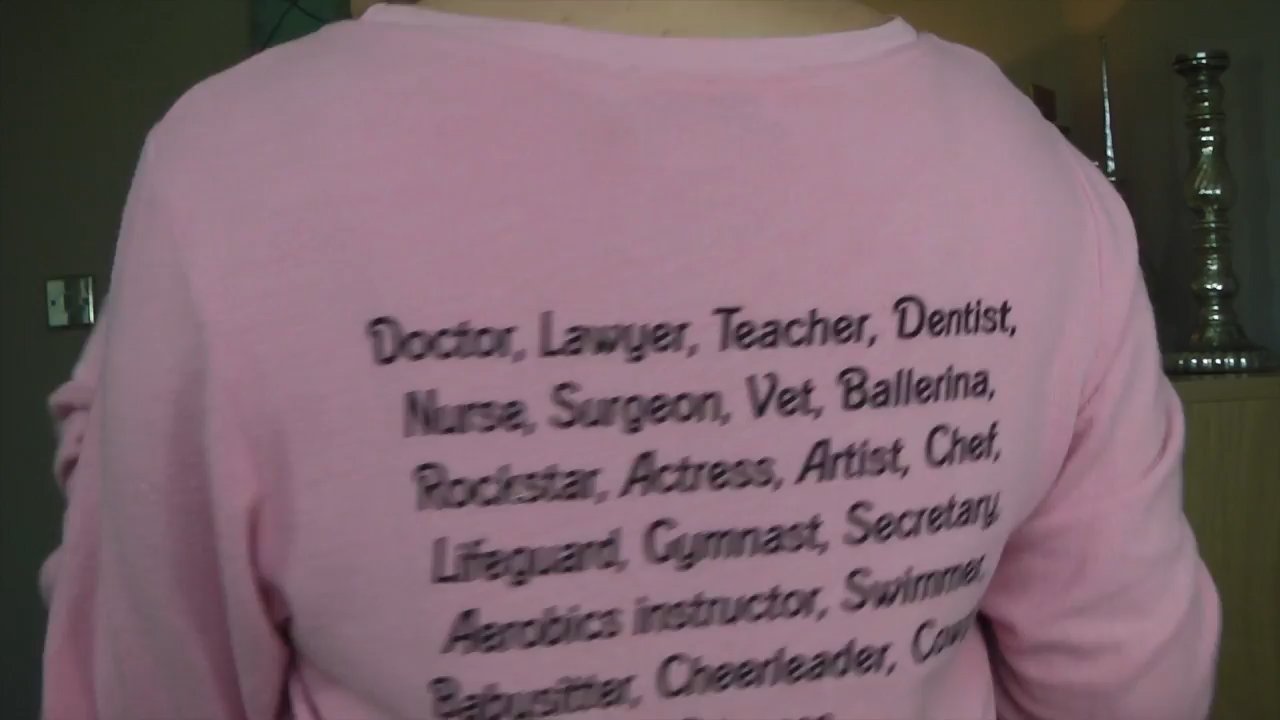 Doctor, Lawyer, Teacher, Dentist,
Nurse, Surgeon, Vet, Ballerina,
Rockstar, Actress, Artist, Chef,
Lifeguard, Gymnast, Secretary,
Aerobics instructor, Swimmer,
Babysitter, Cheerleader,